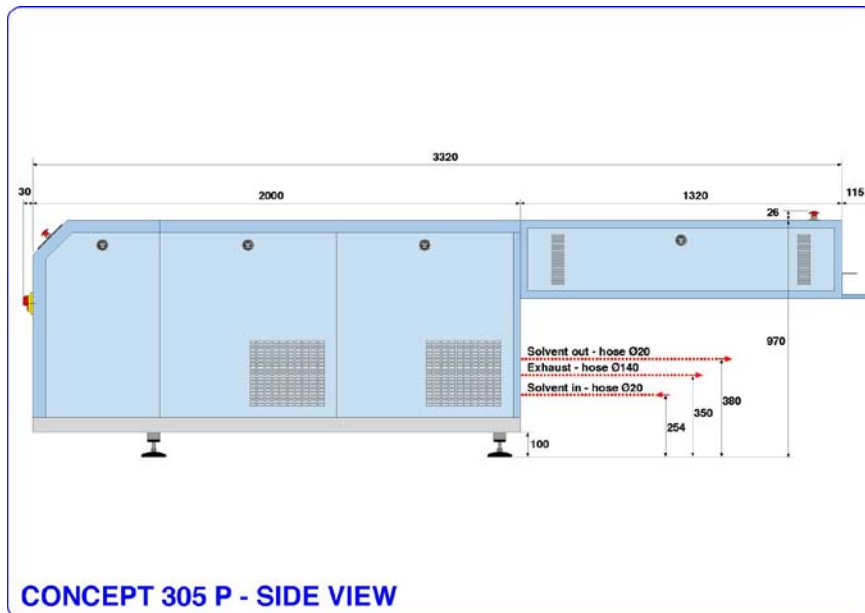 3320
30
2000
1320
115
26
Solvent out - hose Ø20
Exhaust - hose Ø140
Solvent in - hose Ø20
970
380
350
254
100
CONCEPT 305 P - SIDE VIEW